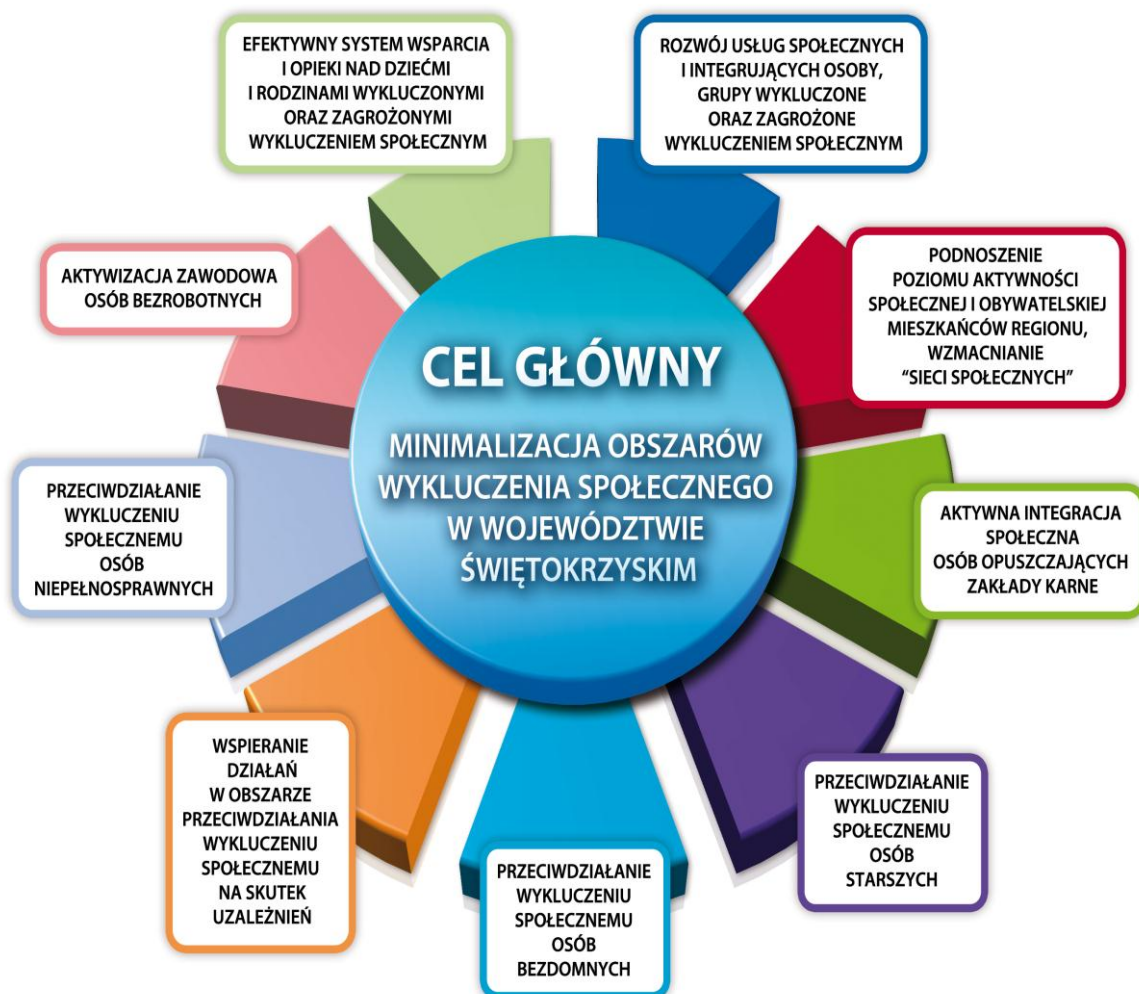 EFEKTYWNY SYSTEM WSPARCIA
I OPIEKI NAD DZIEĆMI
I RODZINAMI WYKLUCZONYMI
ORAZ ZAGROŻONYMI
WYKLUCZENIEM SPOŁECZNYM
ROZWÓJ USŁUG SPOŁECZNYCH
I INTEGRUJĄCYCH OSOBY,
GRUPY WYKLUCZONE
ORAZ ZAGROŻONE
WYKLUCZENIEM SPOŁECZNYM
AKTYWIZACJA ZAWODOWA
OSÓB BEZROBOTNYCH
PODNOSZENIE
POZIOMU AKTYWNOŚCI
SPOŁECZNEJ I OBYWATELSKIEJ
MIESZKAŃCÓW REGIONU,
WZMACNIANIE
“SIECI SPOŁECZNYCH”
CEL GŁÓWNY
MINIMALIZACJA OBSZARÓW
WYKLUCZENIA SPOŁECZNEGO
W WOJEWÓDZTWIE
ŚWIĘTOKRZYSKIM
PRZECIWDZIAŁANIE
WYKLUCZENIU
SPOŁECZNEMU
OSÓB
NIEPEŁNOSPRAWNYCH
AKTYWNA INTEGRACJA
SPOŁECZNA
OSÓB OPUSZCZAJĄCYCH
ZAKŁADY KARNE
WSPIERANIE
DZIAŁAŃ
W OBSZARZE
PRZECIWDZIAŁANIA
WYKLUCZENIU
SPOŁECZNEMU
NA SKUTEK
UZALEŻNIEŃ
PRZECIWDZIAŁANIE
WYKLUCZENIU
SPOŁECZNEMU
OSÓB
BEZDOMNYCH
PRZECIWDZIAŁANIE
WYKLUCZENIU
SPOŁECZNEMU
OSÓB
STARSZYCH